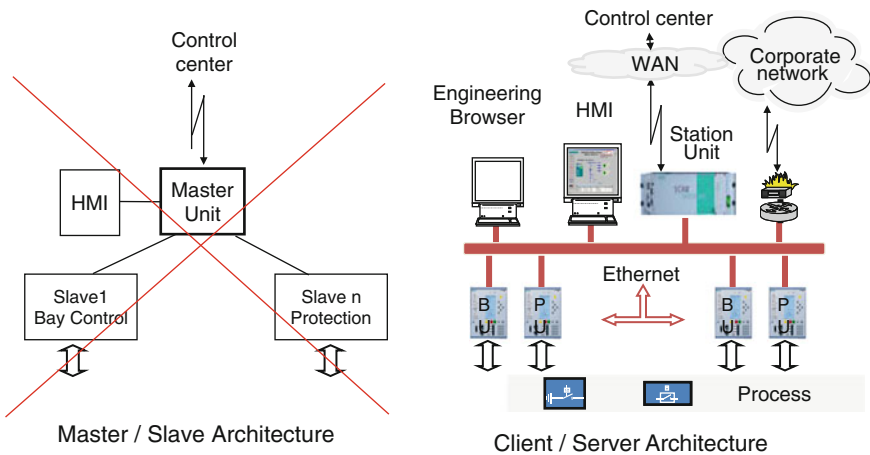 Control
center
HMI
Master
Unit
Slave1
Bay Control
Slave n
Protection
Master / Slave Architecture
Control center
WAN
Corporate
network
Engineering
Browser
HMI
Station
Unit
Ethernet
B
U
P
U
B
U
P
U
Process
Client / Server Architecture